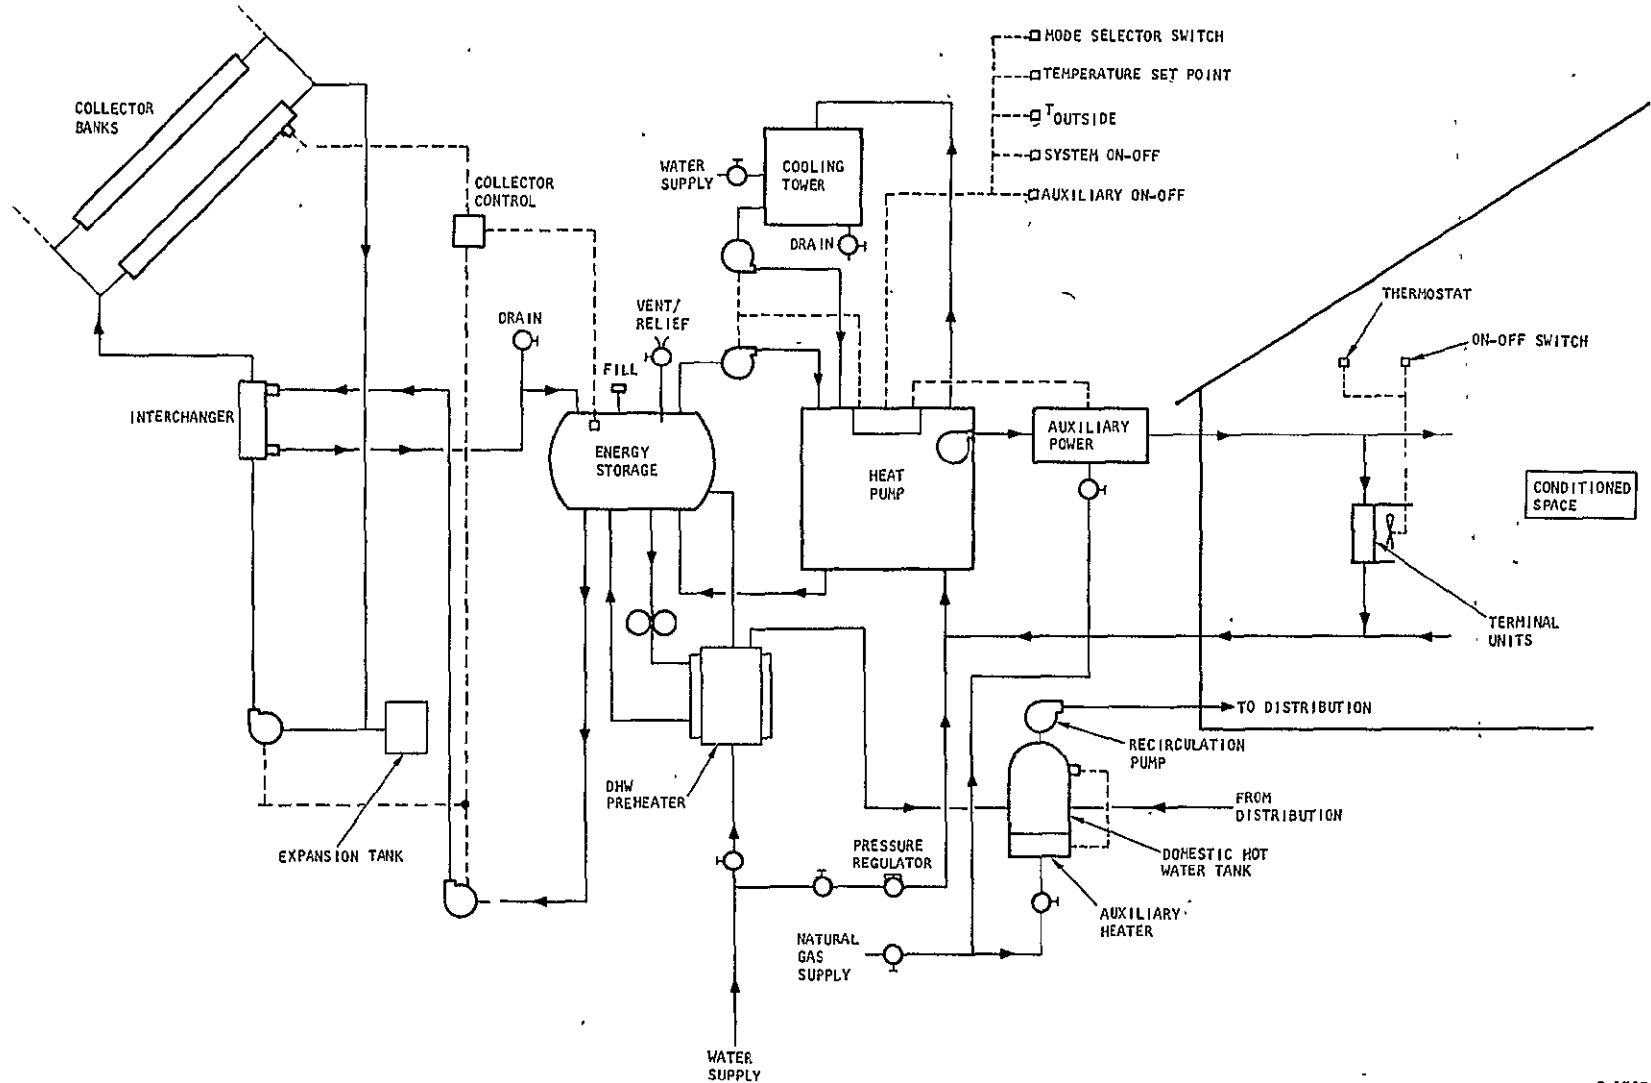 MODE SELECTOR SWITCH
TEMPERATURE SET POINT
TOUTSIDE
SYSTEM ON-OFF
AUXILIARY ON-OFF
COLLECTOR
BANKS
COLLECTOR
CONTROL
WATER
SUPPLY
COOLING
TOWER
DRAIN
THERMOSTAT
ON-OFF SWITCH
DRAIN
VENT/
RELIEF
FILL
INTERCHANGER
ENERGY
STORAGE
HEAT
PUMP
AUXILIARY
POWER
CONDITIONED
SPACE
TERMINAL
UNITS
TO DISTRIBUTION
RECIRCULATION
PUMP
DHW
PREHEATER
FROM
DISTRIBUTION
EXPANSION TANK
PRESSURE
REGULATOR
DOMESTIC HOT
WATER TANK
AUXILIARY
HEATER
NATURAL
GAS
SUPPLY
WATER
SUPPLY